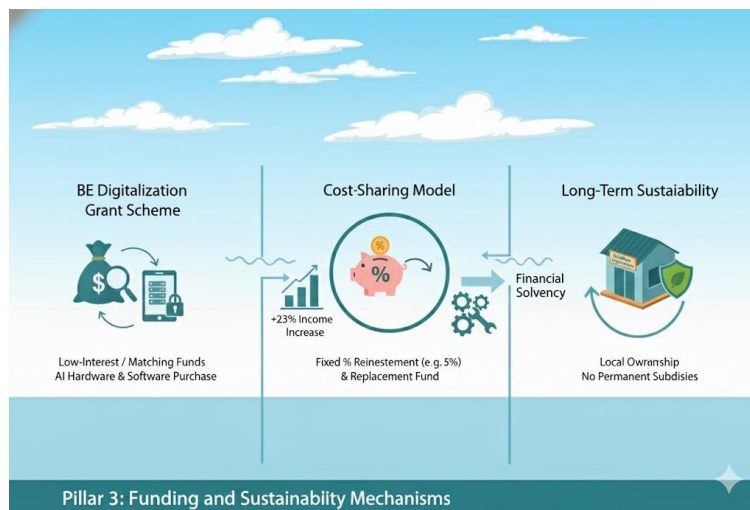 BE Digitalization
Grant Scheme
Low-Interest / Matching Funds
AI Hardware & Software Purchase
Cost-Sharing Model
+23% Income
Increase
%
%
Fixed % Reinestement (e.g. 5%)
& Replacement Fund
Financial
Solvency
Long-Term Sustaiability
Local Ownrship
No Permanent Subdisies
$
Pillar 3: Funding and Sustainabiity Mechanisms